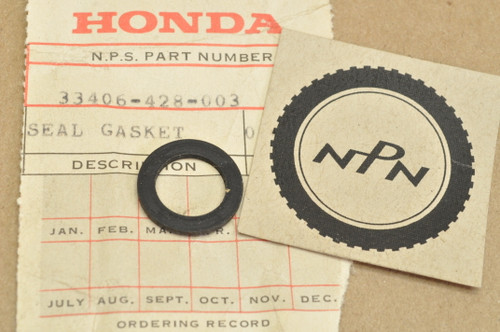 HONDA
N.P.S. PART NUMBER
33406-428-003
SEAL GASKET 0
DESCRIPTION
JAN. FEB.
JULY AUG. SEPT. OCT. NOV. DEC.
ORDERING RECORD
NPN